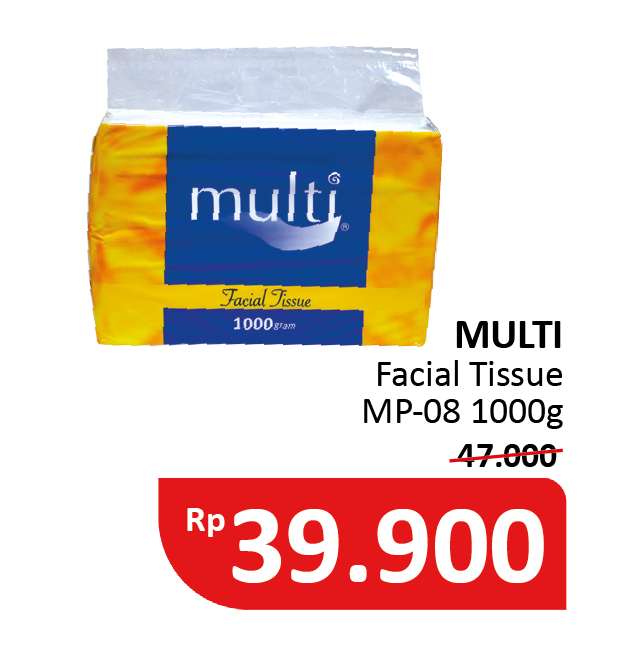 multi®
Facial Tissue
1000gram
MULTI
Facial Tissue
MP-08 1000g
47.000
Rp 39.900